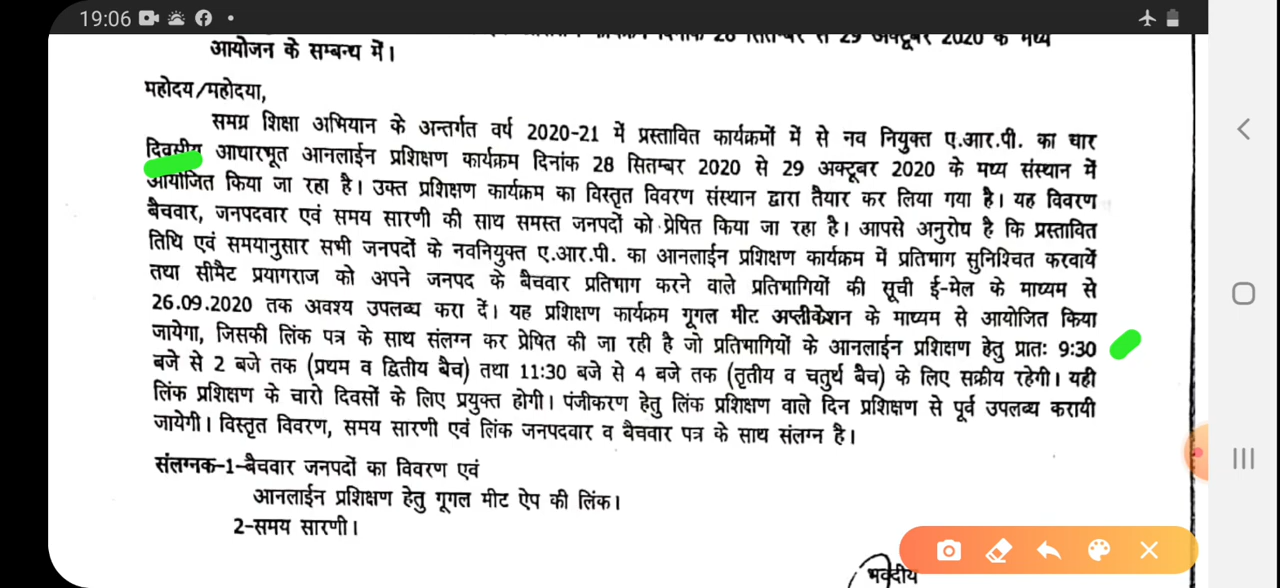 19:06
दिनांक 28 सितम्बर से 29 अक्टूबर 2020 के मध्य
आयोजन के सम्बन्ध में।
महोदय/महोदया,
समग्र शिक्षा अभियान के अन्तर्गत वर्ष 2020-21 में प्रस्तावित कार्यक्रमों में से नव नियुक्त ए.आर.पी. का चार
दिवसीय आधारभूत आनलाईन प्रशिक्षण कार्यक्रम दिनांक 28 सितम्बर 2020 से 29 अक्टूबर 2020 के मध्य संस्थान में
आयोजित किया जा रहा है। उक्त प्रशिक्षण कार्यक्रम का विस्तृत विवरण संस्थान द्वारा तैयार कर लिया गया है। यह विवरण
बैचवार, जनपदवार एवं समय सारणी की साथ समस्त जनपदों को प्रेषित किया जा रहा है। आपसे अनुरोध है कि प्रस्तावित
तिथि एवं समयानुसार सभी जनपदों के नवनियुक्त ए.आर.पी. का आनलाईन प्रशिक्षण कार्यक्रम में प्रतिभाग सुनिश्चित करवायें
तथा सीमैट प्रयागराज को अपने जनपद के बैचवार प्रतिभाग करने वाले प्रतिभागियों की सूची ई-मेल के माध्यम से
26.09.2020 तक अवश्य उपलब्ध करा दें। यह प्रशिक्षण कार्यक्रम गूगल मीट अप्लीकेशन के माध्यम से आयोजित किया
जायेगा, जिसकी लिंक पत्र के साथ संलग्न कर प्रेषित की जा रही है जो प्रतिभागियों के आनलाईन प्रशिक्षण हेतु प्रातः 9:30
बजे से 2 बजे तक (प्रथम व द्वितीय बैच) तथा 11:30 बजे से 4 बजे तक (तृतीय व चतुर्थ बैच) के लिए सक्रीय रहेगी। यही
लिंक प्रशिक्षण के चारो दिवसों के लिए प्रयुक्त होगी। पंजीकरण हेतु लिंक प्रशिक्षण वाले दिन प्रशिक्षण से पूर्व उपलब्ध करायी
जायेगी। विस्तृत विवरण, समय सारणी एवं लिंक जनपदवार व बैचवार पत्र के साथ संलग्न है।
संलग्नक-1-बैचवार जनपदों का विवरण एवं
आनलाईन प्रशिक्षण हेतु गूगल मीट ऐप की लिंक।
2-समय सारणी।
भवदीय